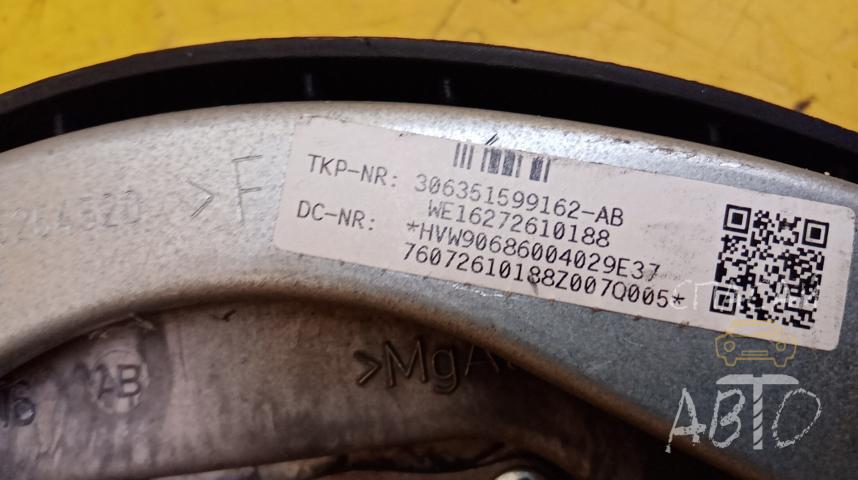 TKP-NR: 306351599162-AB
WE16272610188
DC-NR: *HVW90686004029E37
76072610188Z007Q005*
>F
AB
>MgA
АВТО